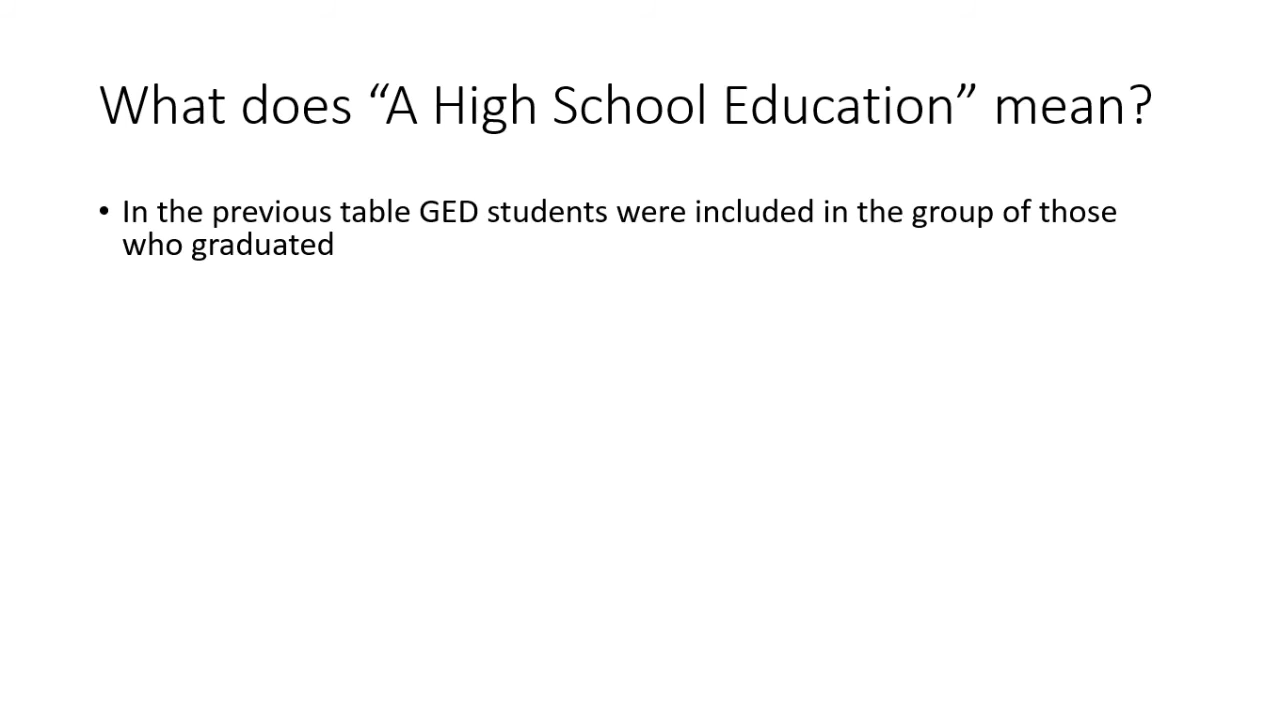 What does “A High School Education” mean?
• In the previous table GED students were included in the group of those
who graduated